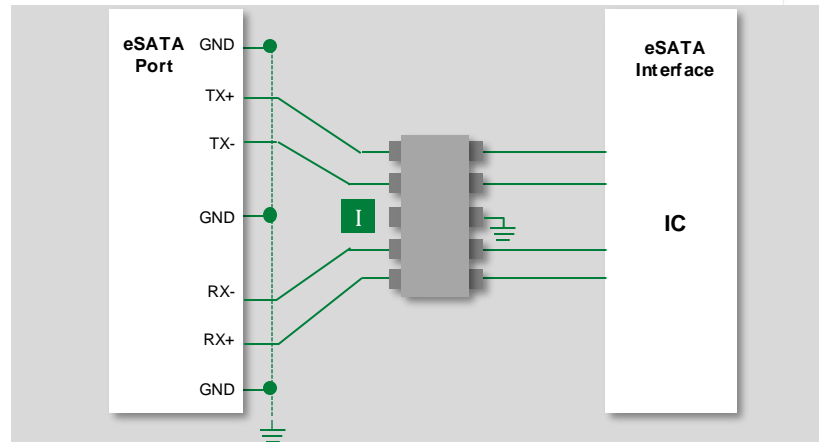 eSATA
Port
GND
TX+
TX-
GND
RX-
RX+
GND
I
eSATA
Interface
IC